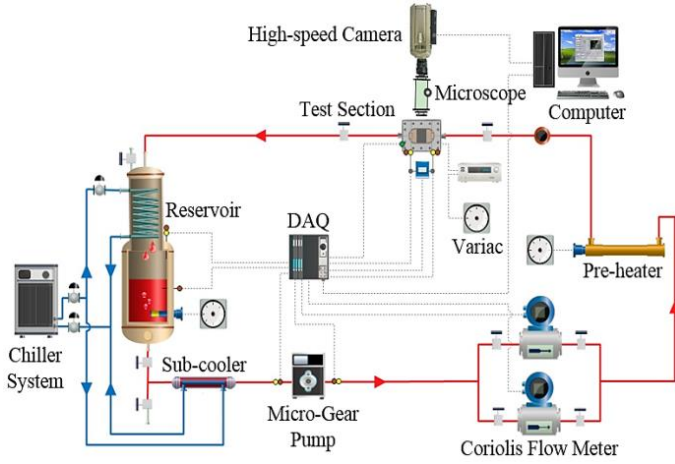 High-speed Camera
Microscope
Computer
Test Section
Reservoir
DAQ
Variac
Pre-heater
Chiller
System
Sub-cooler
Micro-Gear
Pump
Coriolis Flow Meter